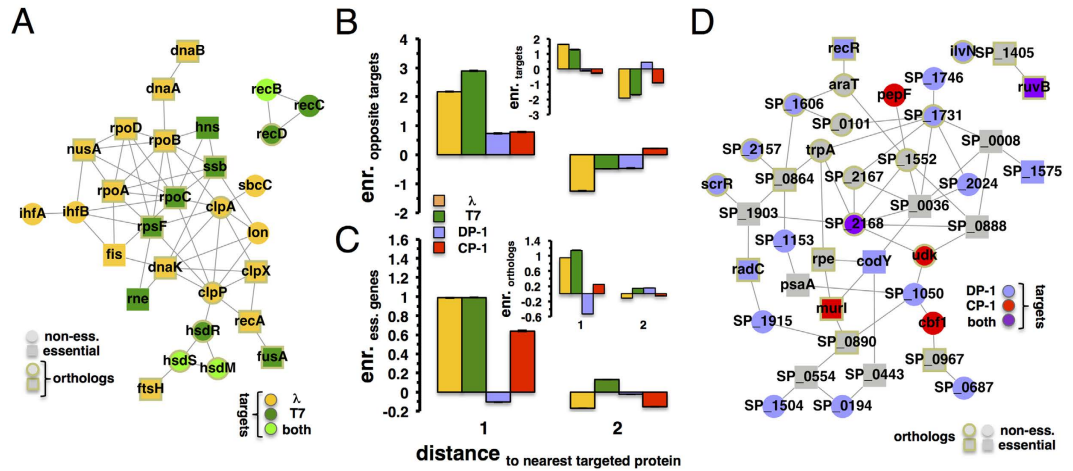 A
dnaB
dnaA
recB
recC
recD
rpoD
hns
nusA
rpoB
ssb
rpoA
rpoC
sbcC
clpA
ihfA
ihfB
rpsF
lon
fis
dnaK
clpX
rne
clpP
recA
hsdR
fusA
hsdS
hsdM
ftsH
non-ess.
essential
orthologs
targets
λ
T7
both
B
enr. opposite targets
4
3
2
1
0
-1
-2
enr. targets
2
1
0
-1
-2
-3
λ
T7
DP-1
CP-1
C
enr. ess. genes
1.6
1.4
1.2
1
0.8
0.6
0.4
0.2
0
-0.2
enr. orthologs
1.4
1
0.6
0.2
-0.2
-0.6
1 2
1 2
distance to nearest targeted protein
D
recR
ilvN
SP_1405
SP_1746
araT
pepF
ruvB
SP_1606
SP_1731
SP_0101
SP_0008
SP_2157
trpA
SP_1552
SP_1575
SP_2167
SP_2024
scrR
SP_0864
SP_0036
SP_1903
SP_2168
SP_0888
SP_1153
radC
rpe
codY
udk
psaA
SP_1050
murI
cbf1
SP_1915
SP_0890
SP_0967
SP_0554
SP_0443
SP_0687
SP_1504
SP_0194
DP-1
CP-1
both
targets
orthologs
non-ess.
essential